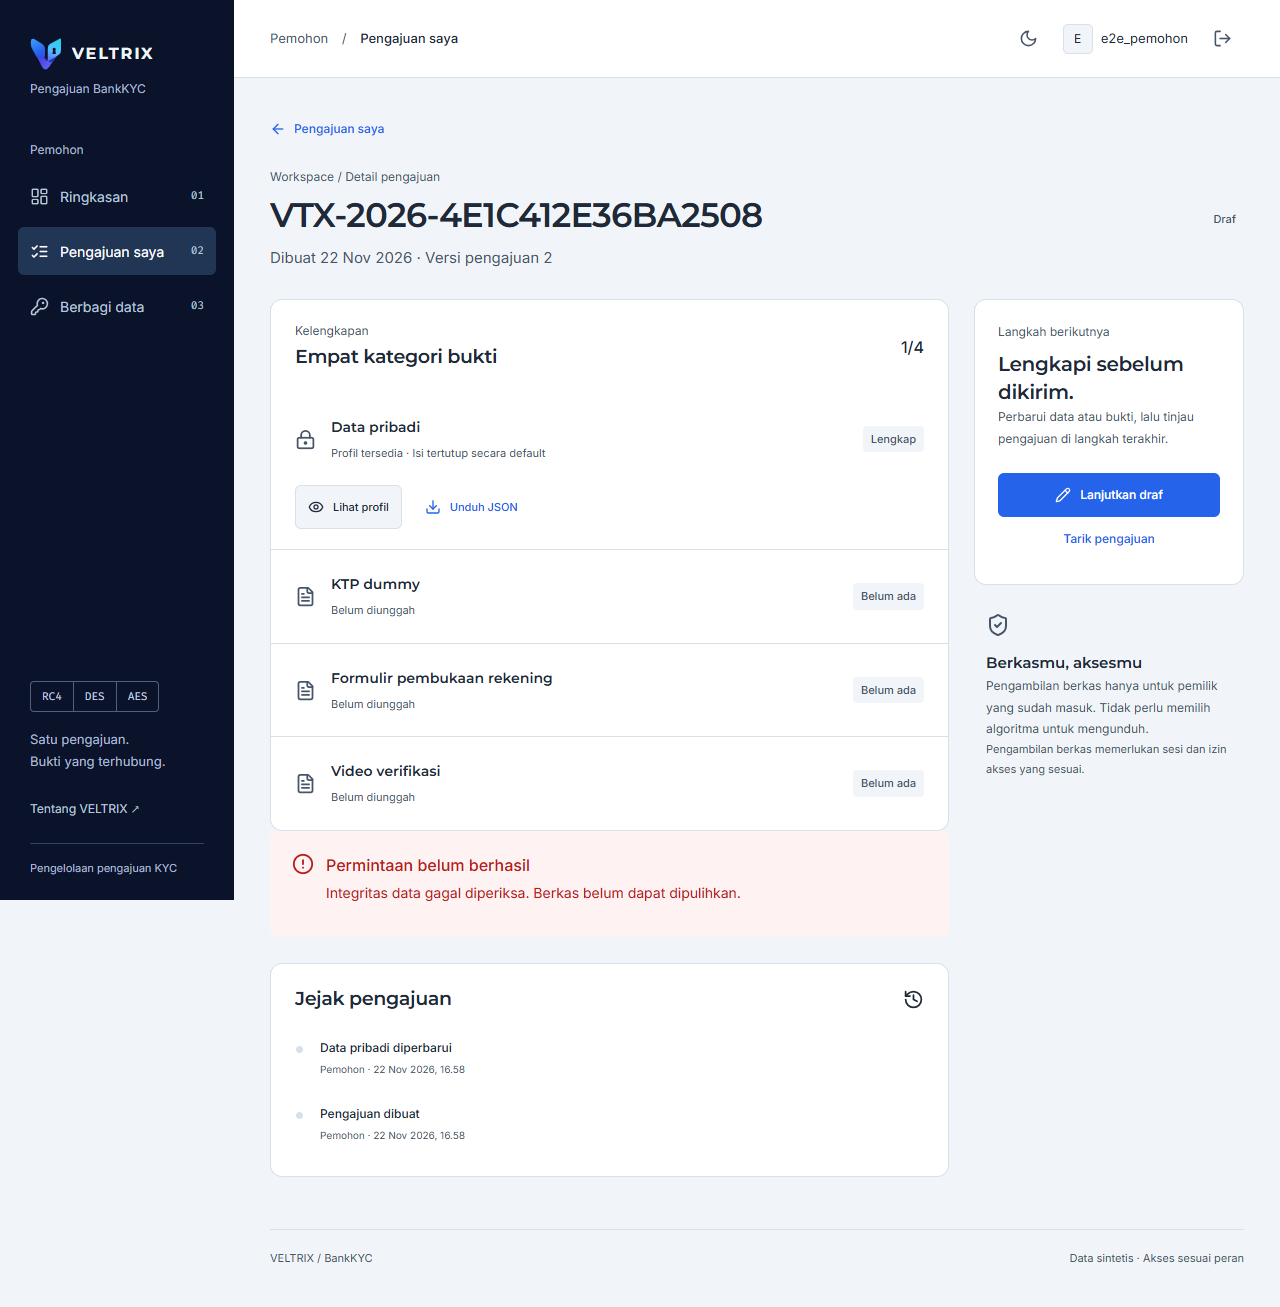 VELTRIX
Pengajuan BankKYC
Pemohon
Ringkasan 01
Pengajuan saya 02
Berbagi data 03
RC4 DES AES
Satu pengajuan.
Bukti yang terhubung.
Tentang VELTRIX ↗
Pengelolaan pengajuan KYC
Pemohon / Pengajuan saya
E e2e_pemohon
← Pengajuan saya
Workspace / Detail pengajuan
VTX-2026-4E1C412E36BA2508
Draf
Dibuat 22 Nov 2026 · Versi pengajuan 2
Kelengkapan
Empat kategori bukti
1/4
Data pribadi
Profil tersedia · Isi tertutup secara default
Lengkap
Lihat profil
Unduh JSON
KTP dummy
Belum diunggah
Belum ada
Formulir pembukaan rekening
Belum diunggah
Belum ada
Video verifikasi
Belum diunggah
Belum ada
Permintaan belum berhasil
Integritas data gagal diperiksa. Berkas belum dapat dipulihkan.
Jejak pengajuan
Data pribadi diperbarui
Pemohon · 22 Nov 2026, 16.58
Pengajuan dibuat
Pemohon · 22 Nov 2026, 16.58
Langkah berikutnya
Lengkapi sebelum
dikirim.
Perbarui data atau bukti, lalu tinjau
pengajuan di langkah terakhir.
Lanjutkan draf
Tarik pengajuan
Berkasmu, aksesmu
Pengambilan berkas hanya untuk pemilik
yang sudah masuk. Tidak perlu memilih
algoritma untuk mengunduh.
Pengambilan berkas memerlukan sesi dan izin
akses yang sesuai.
VELTRIX / BankKYC
Data sintetis · Akses sesuai peran